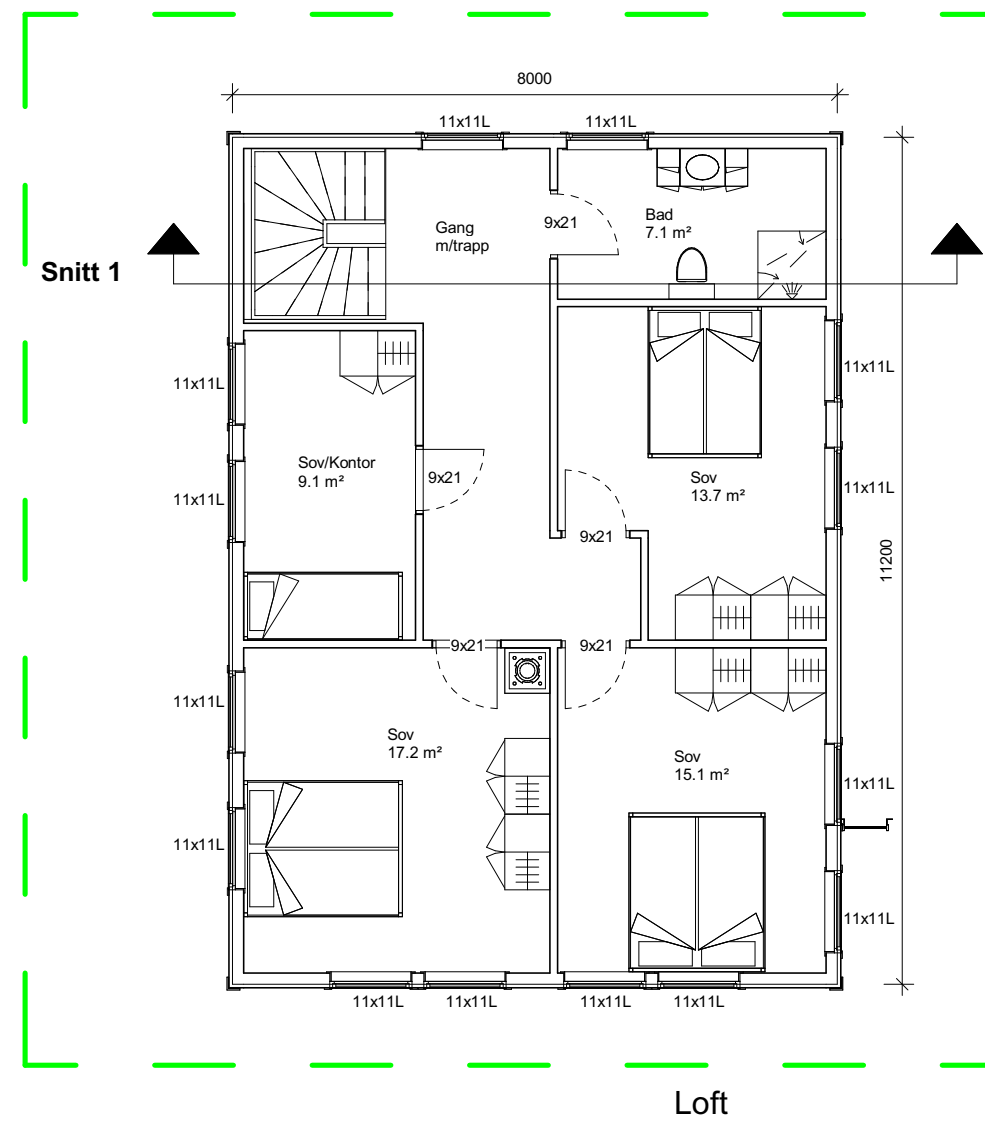 8000
11x11L 11x11L
Gang
m/trapp
9x21
Bad
7.1 m²
Snitt 1
11x11L
11x11L
Sov/Kontor
9.1 m²
9x21
Sov
13.7 m²
11x11L
11x11L
9x21
11200
9x21 9x21
11x11L
Sov
17.2 m²
Sov
15.1 m²
11x11L
11x11L
11x11L
11x11L 11x11L 11x11L 11x11L
Loft